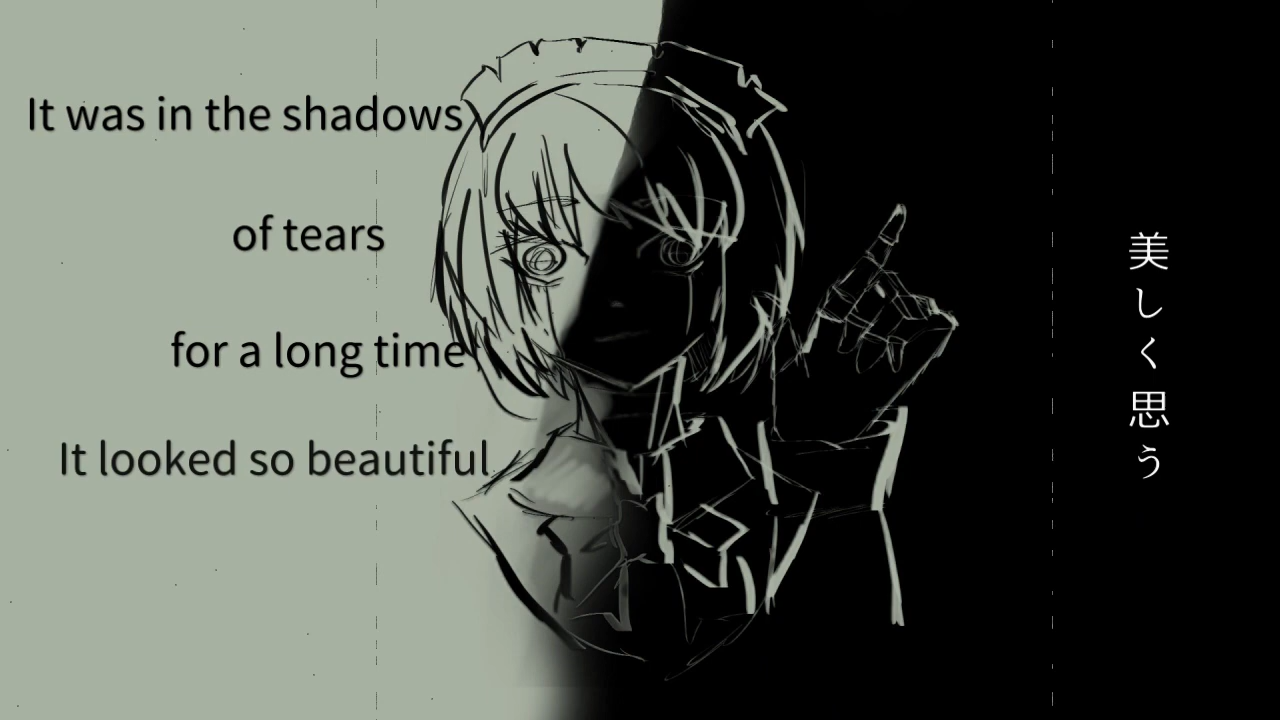 It was in the shadows
of tears
for a long time
It looked so beautiful
美しく思う